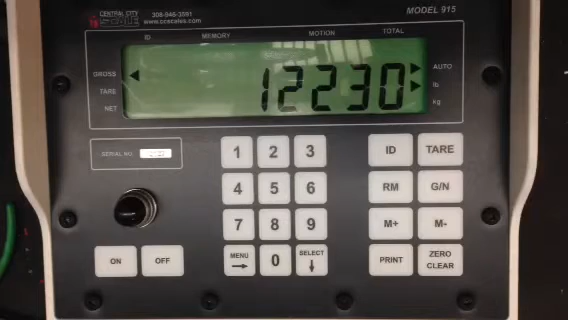 CENTRAL CITY
SCALE
308-946-3591
www.ccscales.com
MODEL 915
ID MEMORY MOTION TOTAL
GROSS
TARE
NET
12230
AUTO
lb
kg
SERIAL NO.
1 2 3
4 5 6
7 8 9
MENU 0 SELECT
ID TARE
RM G/N
M+ M-
PRINT ZERO CLEAR
ON OFF